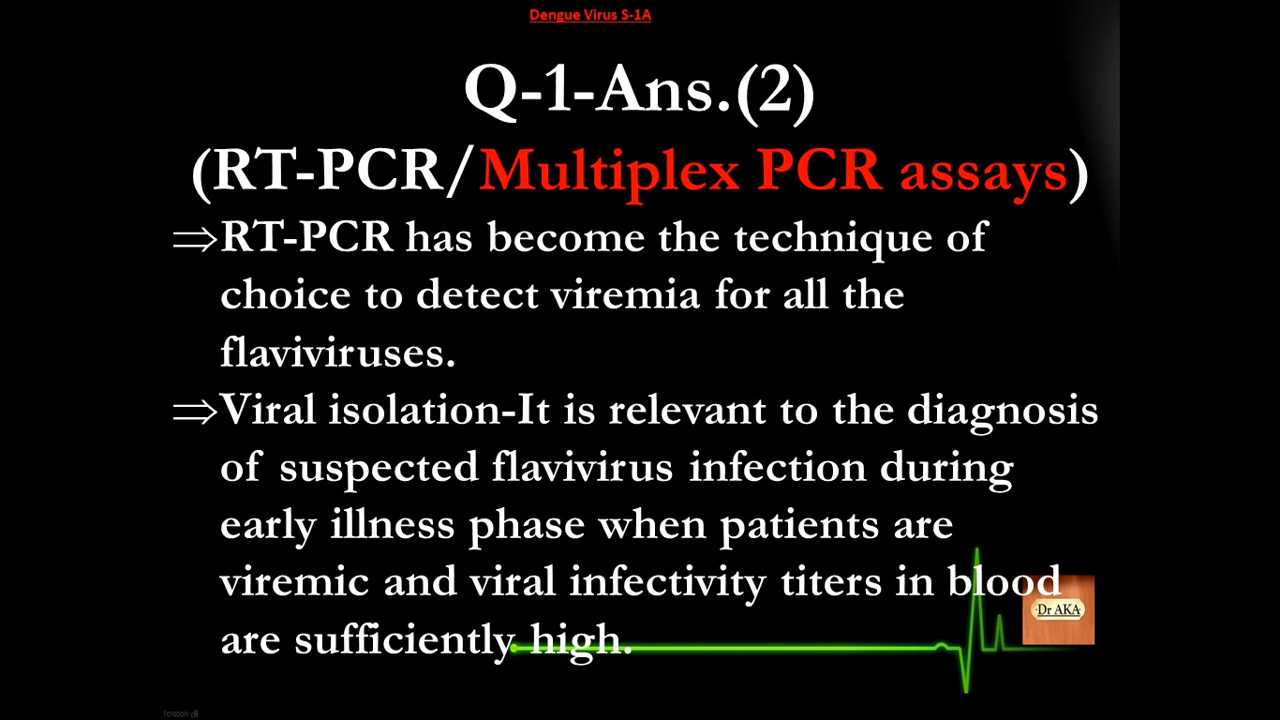 Dengue Virus S-1A
Q-1-Ans.(2)
(RT-PCR/Multiplex PCR assays)
⇒RT-PCR has become the technique of
choice to detect viremia for all the
flaviviruses.
⇒Viral isolation-It is relevant to the diagnosis
of suspected flavivirus infection during
early illness phase when patients are
viremic and viral infectivity titers in blood
are sufficiently high.
Dr AKA